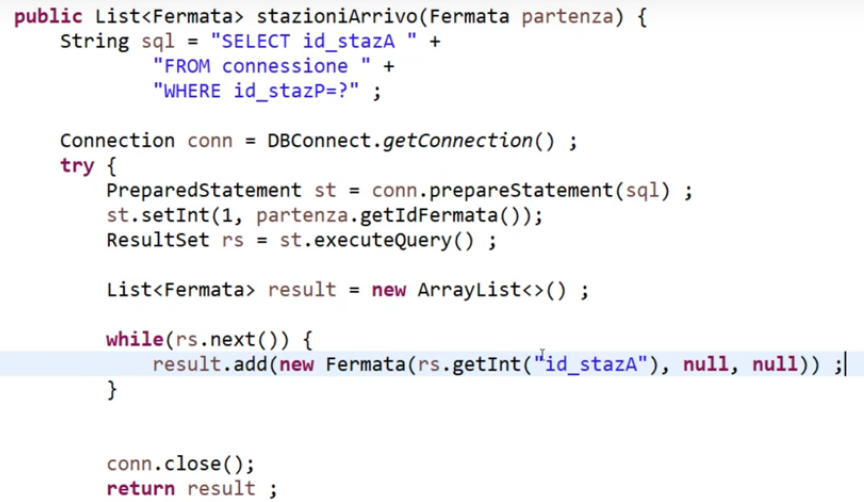 public List<Fermata> stazioniArrivo(Fermata partenza) {
String sql = "SELECT id_stazA " +
"FROM connessione " +
"WHERE id_stazP=?" ;
Connection conn = DBConnect.getConnection() ;
try {
PreparedStatement st = conn.prepareStatement(sql) ;
st.setInt(1, partenza.getIdFermata());
ResultSet rs = st.executeQuery() ;
List<Fermata> result = new ArrayList<>() ;
while(rs.next()) {
result.add(new Fermata(rs.getInt("id_stazA"), null, null)) ;
}
conn.close();
return result ;